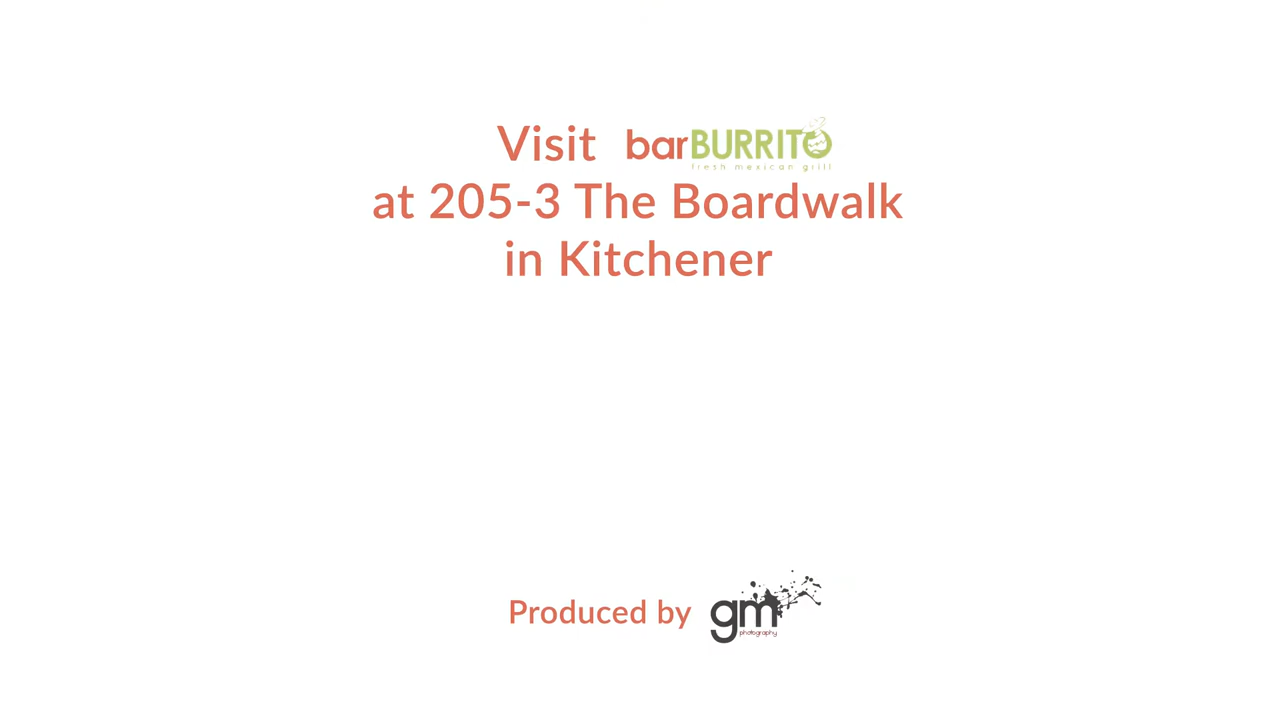 Visit barBURRITO
fresh mexican grill
at 205-3 The Boardwalk
in Kitchener
Produced by gm
photography